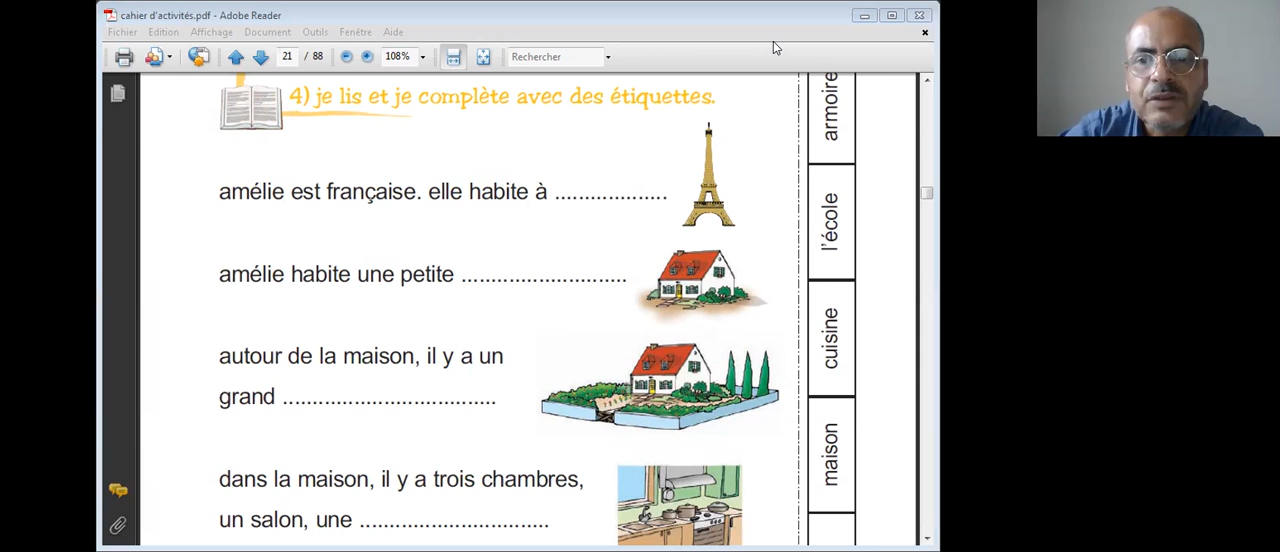 cahier d'activités.pdf - Adobe Reader
Fichier Edition Affichage Document Outils Fenêtre Aide
21 / 88 108% Rechercher
4) je lis et je complète avec des étiquettes.
amélie est française. elle habite à ...................
amélie habite une petite ............................
autour de la maison, il y a un
grand ....................................
dans la maison, il y a trois chambres,
un salon, une ................................
armoire
l'école
cuisine
maison